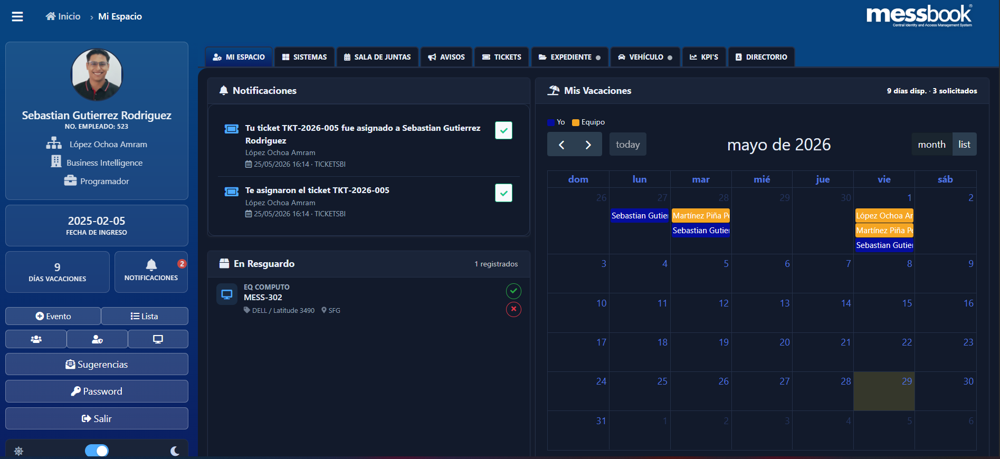 Inicio › Mi Espacio
messbook®
Central Identity and Access Management System
Sebastian Gutierrez Rodriguez
NO. EMPLEADO: 523
López Ochoa Amram
Business Intelligence
Programador
2025-02-05
FECHA DE INGRESO
9
DÍAS VACACIONES
2
NOTIFICACIONES
Evento
Lista
Sugerencias
Password
Salir
MI ESPACIO
SISTEMAS
SALA DE JUNTAS
AVISOS
TICKETS
EXPEDIENTE
VEHÍCULO
KPI'S
DIRECTORIO
Notificaciones
Tu ticket TKT-2026-005 fue asignado a Sebastian Gutierrez
Rodriguez
López Ochoa Amram
25/05/2026 16:14 · TICKETSBI
Te asignaron el ticket TKT-2026-005
López Ochoa Amram
25/05/2026 16:14 · TICKETSBI
En Resguardo
1 registrados
EQ COMPUTO
MESS-302
DELL / Latitude 3490 SFG
Mis Vacaciones
9 días disp. · 3 solicitados
Yo Equipo
today
mayo de 2026
month list
dom lun mar mié jue vie sáb
26 27 28 29 30 1 2
Sebastian Gutier Martínez Piña Pe López Ochoa Ar
Sebastian Gutier Martínez Piña Pe
Sebastian Gutier
3 4 5 6 7 8 9
10 11 12 13 14 15 16
17 18 19 20 21 22 23
24 25 26 27 28 29 30
31 1 2 3 4 5 6